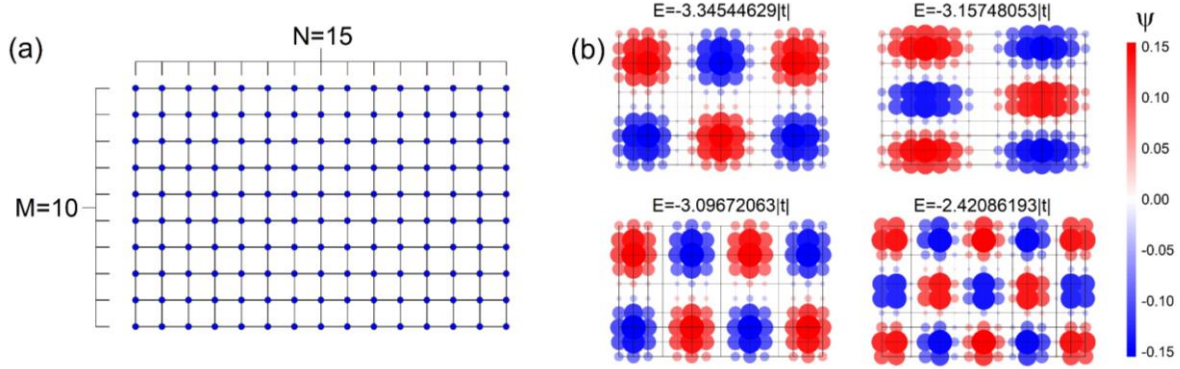 (a)
N=15
M=10
(b)
E=-3.34544629|t|
E=-3.15748053|t|
E=-3.09672063|t|
E=-2.42086193|t|
ψ
0.15
0.10
0.05
0.00
-0.05
-0.10
-0.15